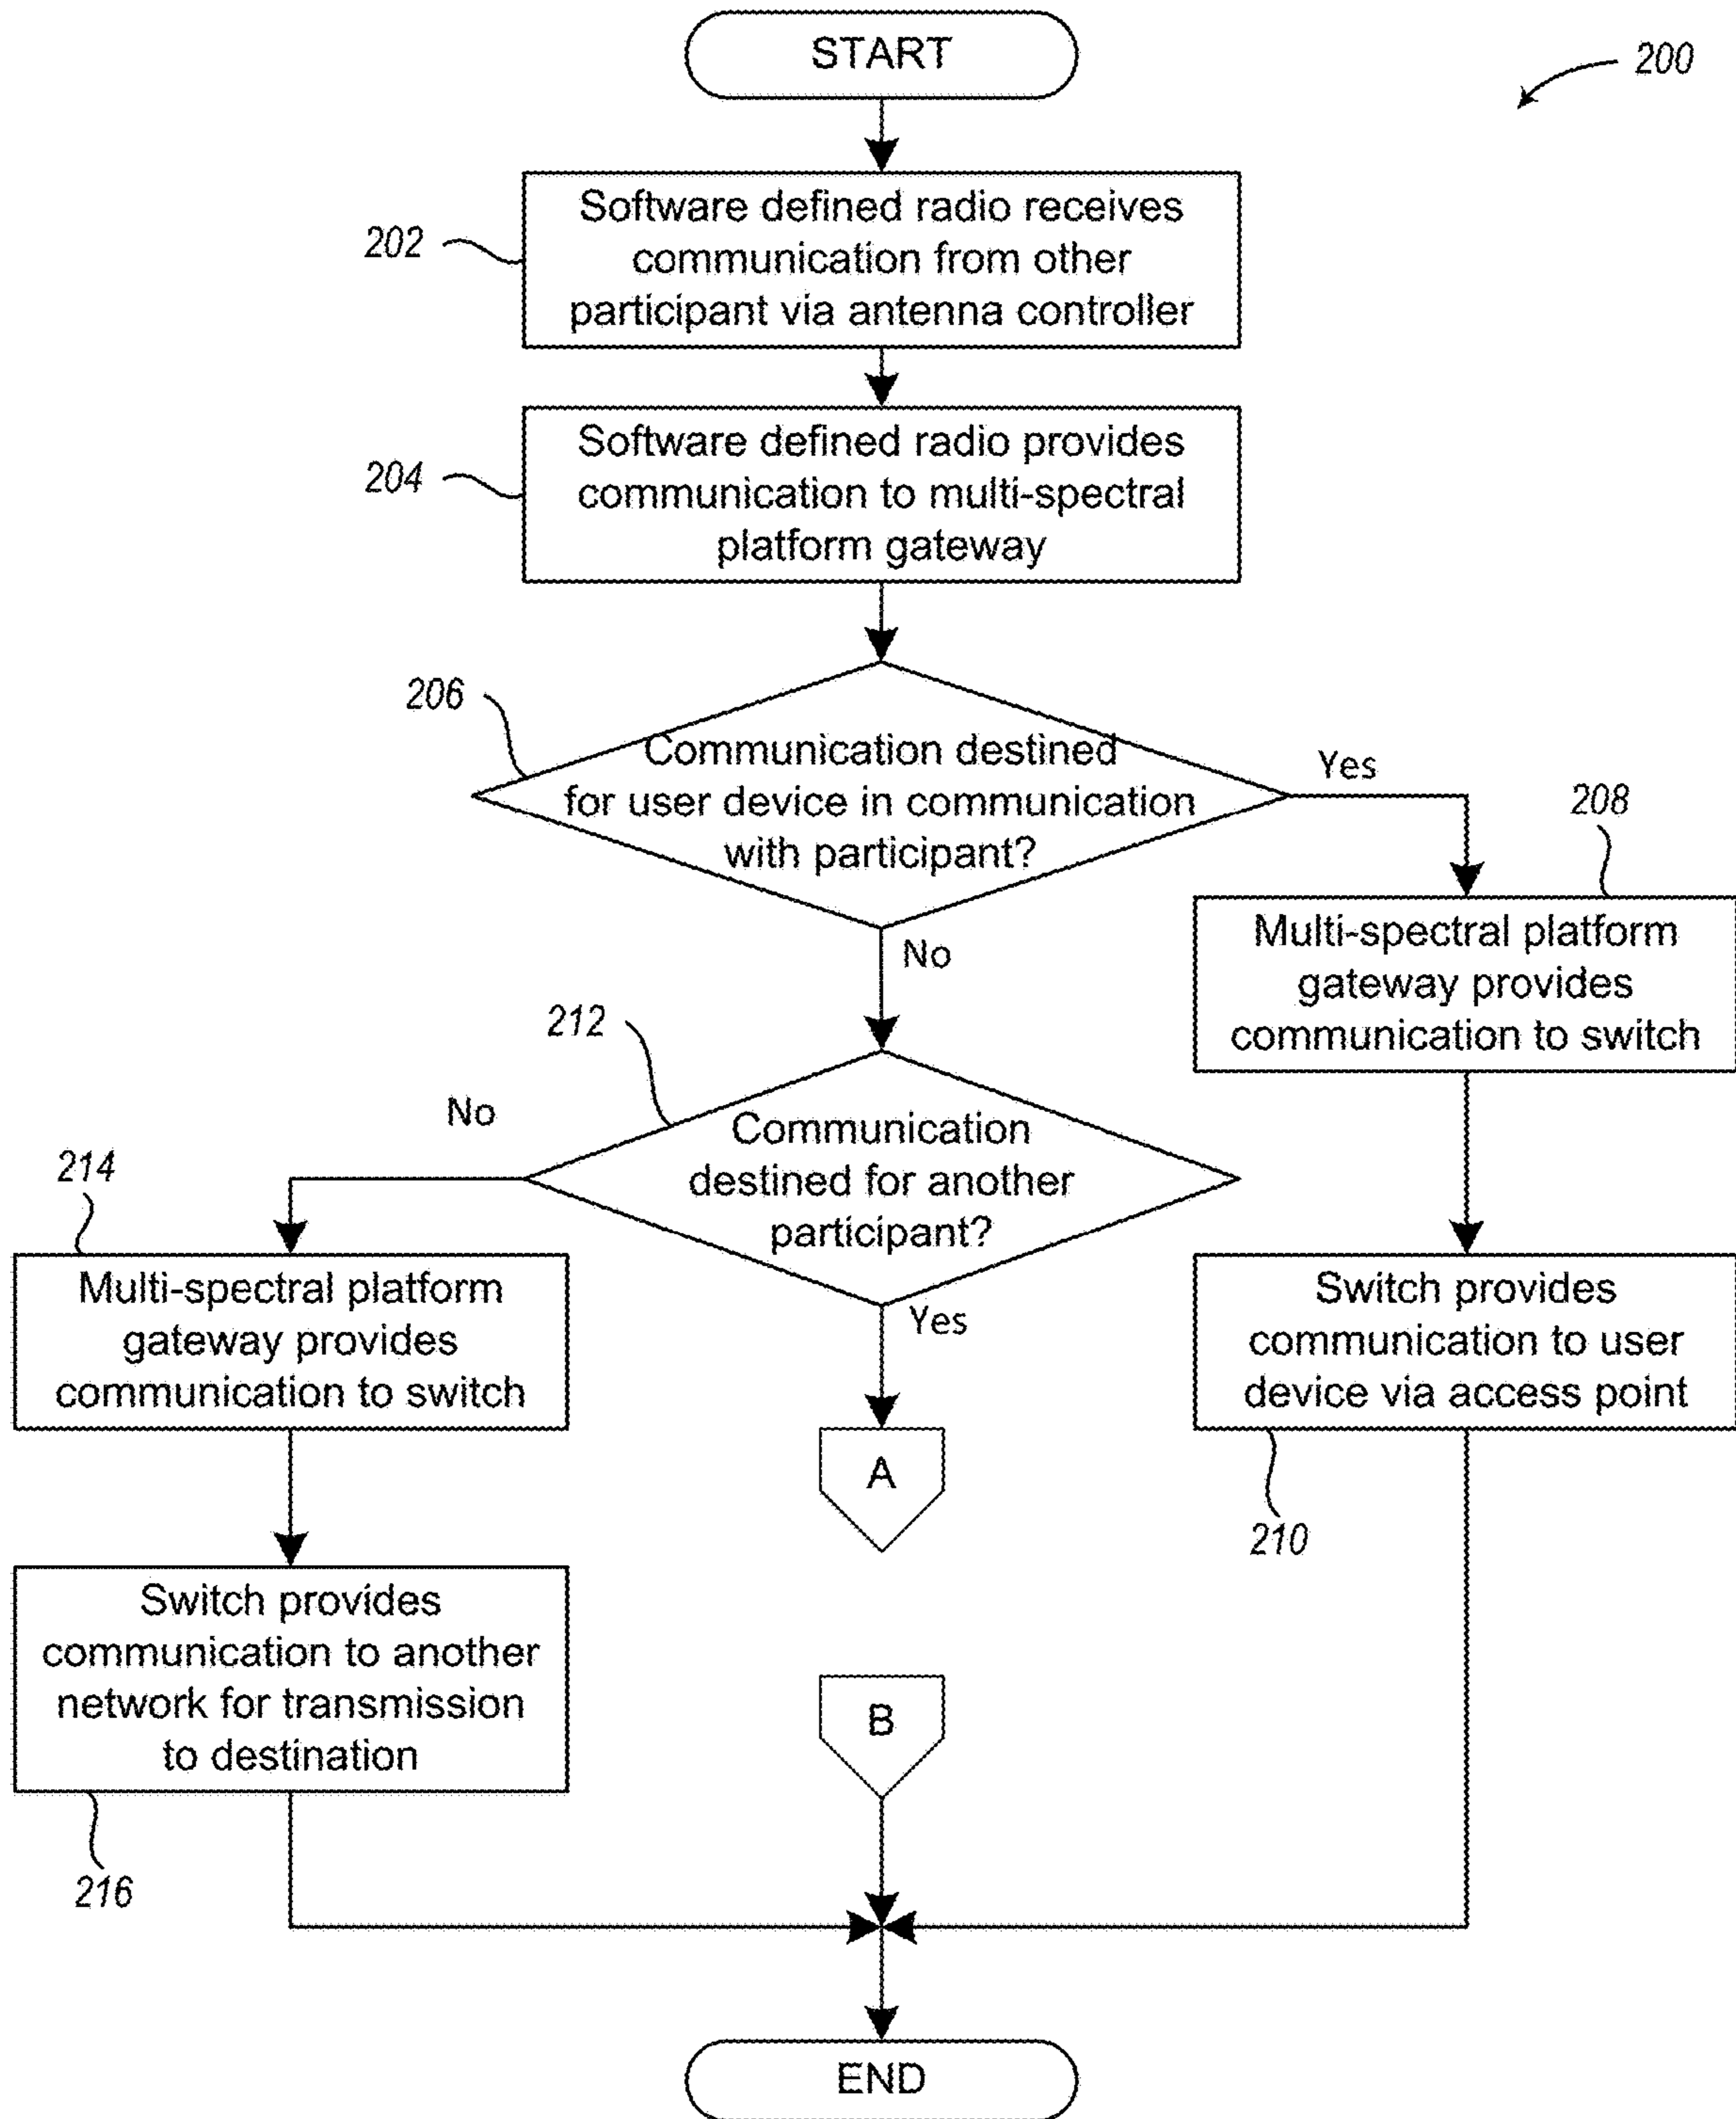 START
200
202
Software defined radio receives
communication from other
participant via antenna controller
204
Software defined radio provides
communication to multi-spectral
platform gateway
206
Communication destined
for user device in communication
with participant?
Yes
208
Multi-spectral platform
gateway provides
communication to switch
No
212
Communication
destined for another
participant?
No
214
Multi-spectral platform
gateway provides
communication to switch
Yes
Switch provides
communication to user
device via access point
210
A
Switch provides
communication to another
network for transmission
to destination
216
B
END